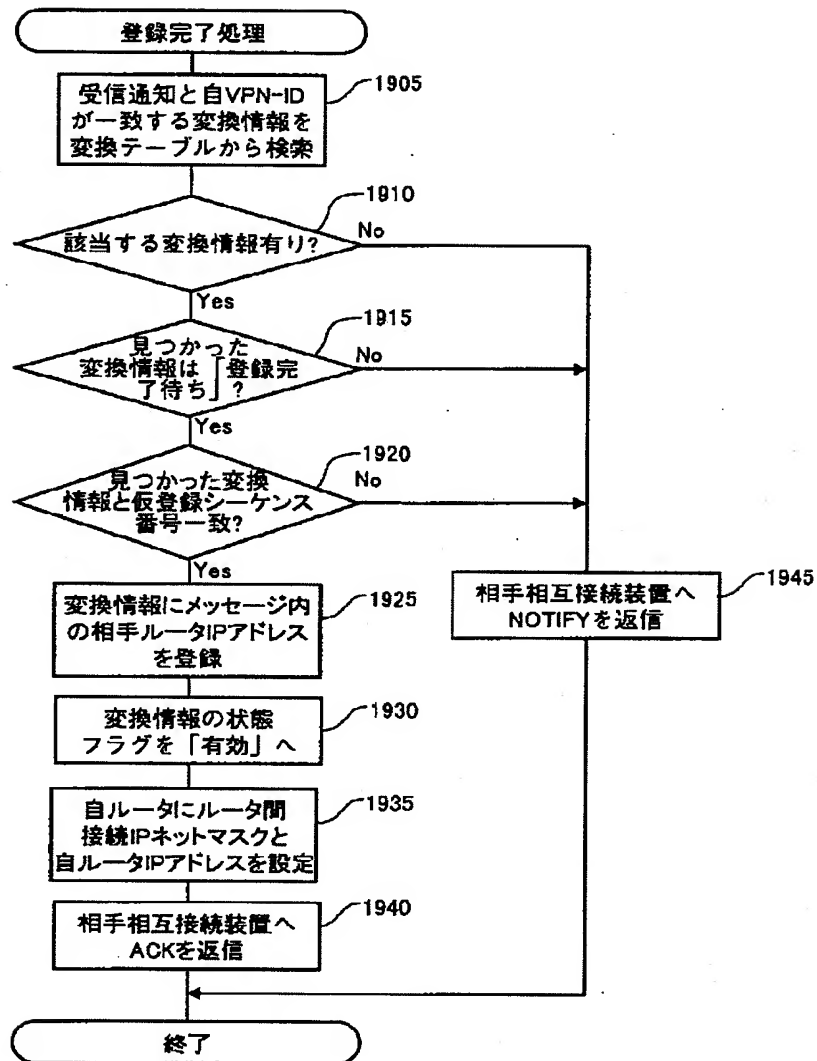 登録完了処理
1905
受信通知と自VPN-ID
が一致する変換情報を
変換テーブルから検索
1910
該当する変換情報有り?
No
Yes
1915
見つかった
変換情報は「登録完
了待ち」?
No
Yes
1920
見つかった変換
情報と仮登録シーケンス
番号一致?
No
Yes
1925
変換情報にメッセージ内
の相手ルータIPアドレス
を登録
1945
相手相互接続装置へ
NOTIFYを返信
1930
変換情報の状態
フラグを「有効」へ
1935
自ルータにルータ間
接続IPネットマスクと
自ルータIPアドレスを設定
1940
相手相互接続装置へ
ACKを返信
終了